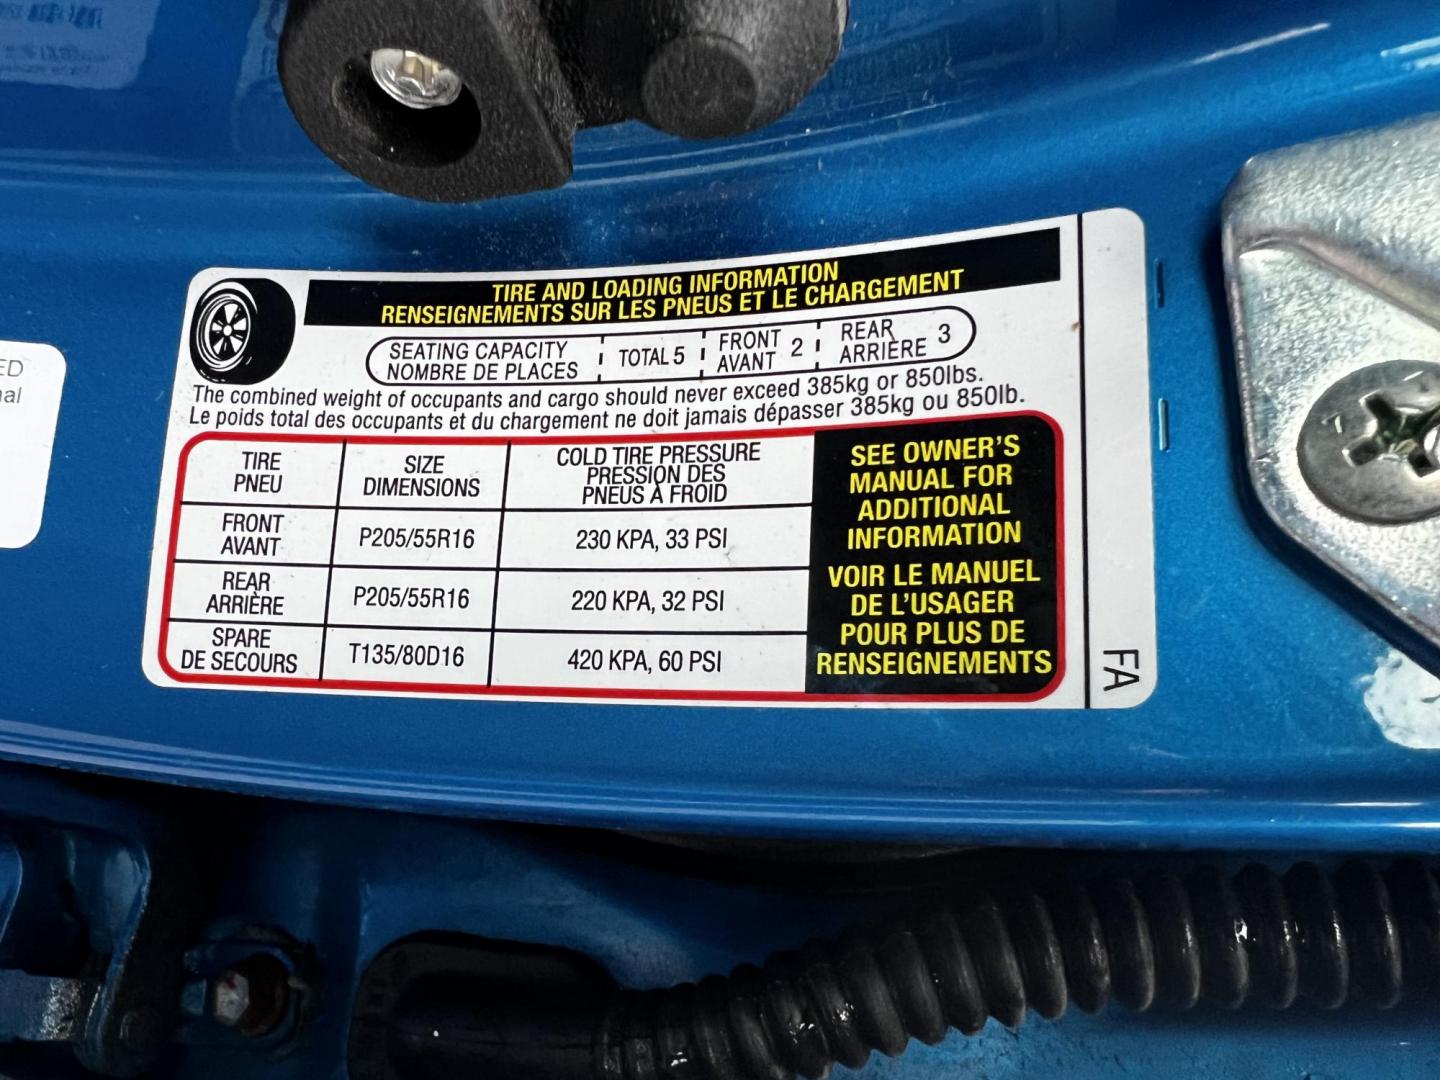 ED
nal
TIRE AND LOADING INFORMATION
RENSEIGNEMENTS SUR LES PNEUS ET LE CHARGEMENT
SEATING CAPACITY
NOMBRE DE PLACES
TOTAL 5
FRONT
AVANT
2
REAR
ARRIÈRE
3
The combined weight of occupants and cargo should never exceed 385kg or 850lbs.
Le poids total des occupants et du chargement ne doit jamais dépasser 385kg ou 850lb.
TIRE
PNEU
SIZE
DIMENSIONS
COLD TIRE PRESSURE
PRESSION DES
PNEUS À FROID
FRONT
AVANT
P205/55R16
230 KPA, 33 PSI
REAR
ARRIÈRE
P205/55R16
220 KPA, 32 PSI
SPARE
DE SECOURS
T135/80D16
420 KPA, 60 PSI
SEE OWNER'S
MANUAL FOR
ADDITIONAL
INFORMATION
VOIR LE MANUEL
DE L'USAGER
POUR PLUS DE
RENSEIGNEMENTS
FA